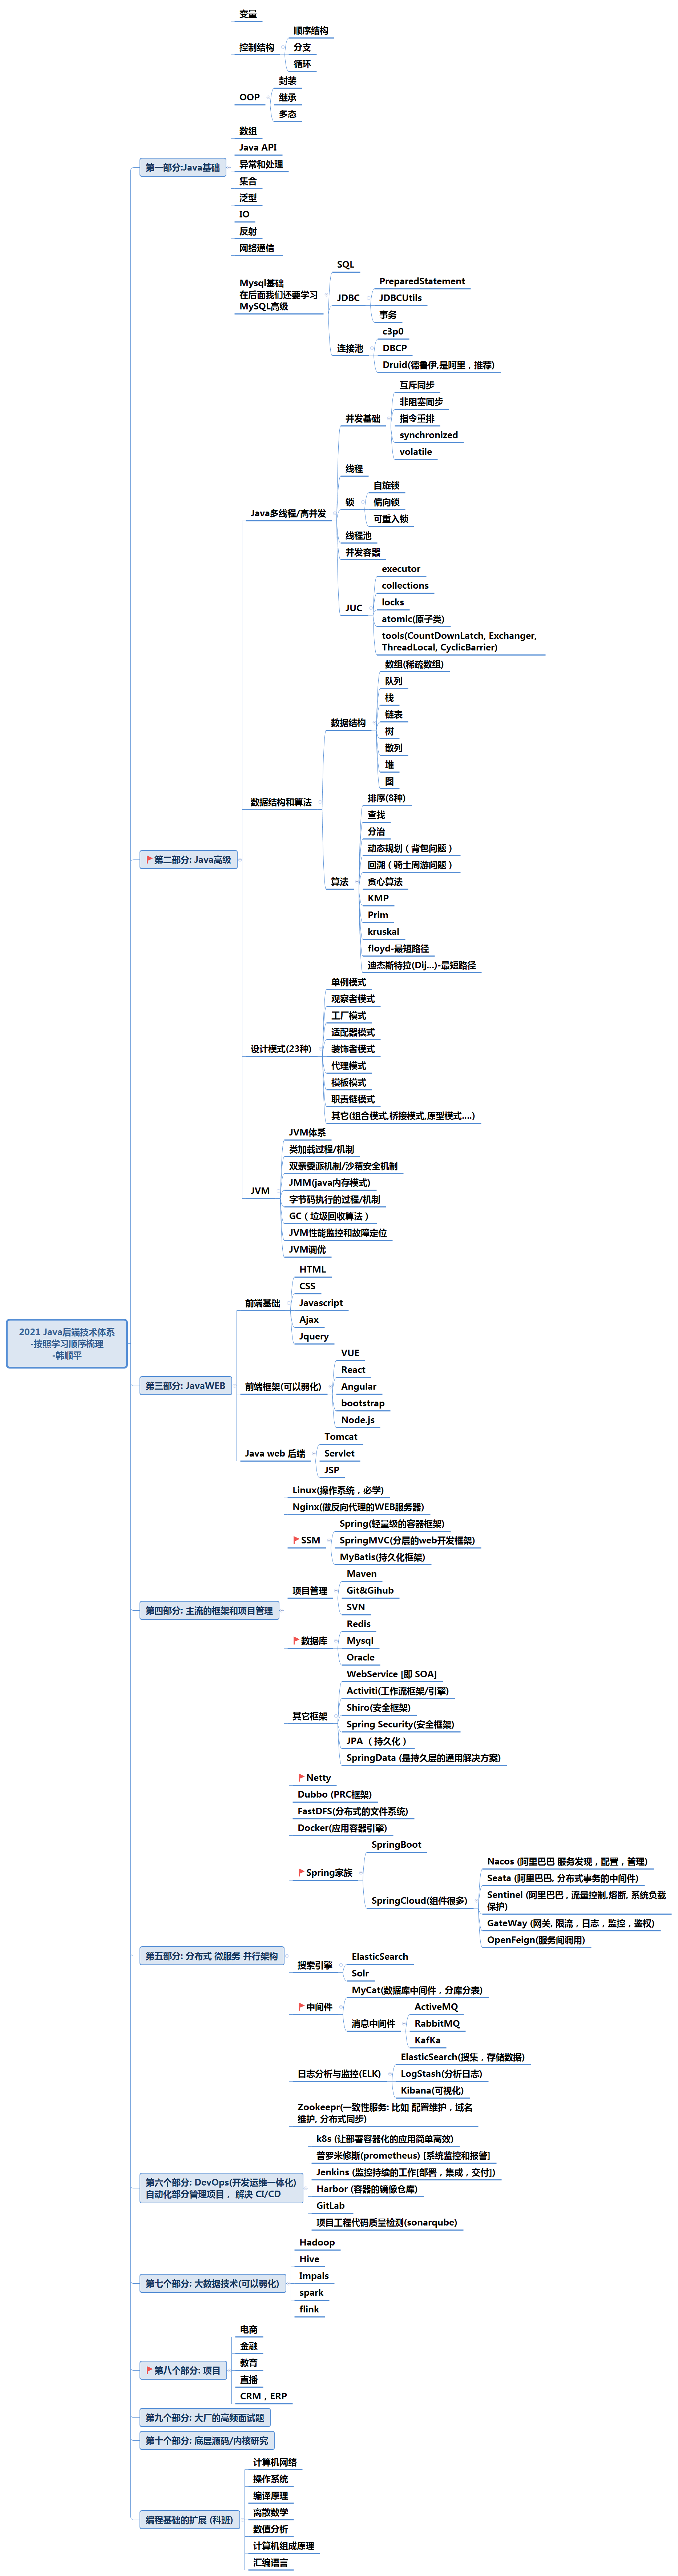 2021 Java后端技术体系
-按照学习顺序梳理
-韩顺平
第一部分:Java基础
变量
控制结构
顺序结构
分支
循环
OOP
封装
继承
多态
数组
Java API
异常和处理
集合
泛型
IO
反射
网络通信
Mysql基础
在后面我们还要学习
MySQL高级
SQL
JDBC
PreparedStatement
JDBCUtils
事务
连接池
c3p0
DBCP
Druid(德鲁伊,是阿里，推荐)
第二部分: Java高级
Java多线程/高并发
并发基础
互斥同步
非阻塞同步
指令重排
synchronized
volatile
线程
锁
自旋锁
偏向锁
可重入锁
线程池
并发容器
JUC
executor
collections
locks
atomic(原子类)
tools(CountDownLatch, Exchanger,
ThreadLocal, CyclicBarrier)
数据结构和算法
数据结构
数组(稀疏数组)
队列
栈
链表
树
散列
堆
图
算法
排序(8种)
查找
分治
动态规划（背包问题）
回溯（骑士周游问题）
贪心算法
KMP
Prim
kruskal
floyd-最短路径
迪杰斯特拉(Dij...)-最短路径
设计模式(23种)
单例模式
观察者模式
工厂模式
适配器模式
装饰者模式
代理模式
模板模式
职责链模式
其它(组合模式,桥接模式,原型模式....)
JVM
JVM体系
类加载过程/机制
双亲委派机制/沙箱安全机制
JMM(java内存模式)
字节码执行的过程/机制
GC（垃圾回收算法）
JVM性能监控和故障定位
JVM调优
第三部分: JavaWEB
前端基础
HTML
CSS
Javascript
Ajax
Jquery
前端框架(可以弱化)
VUE
React
Angular
bootstrap
Node.js
Java web 后端
Tomcat
Servlet
JSP
第四部分: 主流的框架和项目管理
Linux(操作系统，必学)
Nginx(做反向代理的WEB服务器)
SSM
Spring(轻量级的容器框架)
SpringMVC(分层的web开发框架)
MyBatis(持久化框架)
项目管理
Maven
Git&Gihub
SVN
数据库
Redis
Mysql
Oracle
其它框架
WebService [即 SOA]
Activiti(工作流框架/引擎)
Shiro(安全框架)
Spring Security(安全框架)
JPA （持久化）
SpringData (是持久层的通用解决方案)
第五部分: 分布式 微服务 并行架构
Netty
Dubbo (PRC框架)
FastDFS(分布式的文件系统)
Docker(应用容器引擎)
Spring家族
SpringBoot
SpringCloud(组件很多)
Nacos (阿里巴巴 服务发现，配置，管理)
Seata (阿里巴巴, 分布式事务的中间件)
Sentinel (阿里巴巴 , 流量控制,熔断, 系统负载
保护)
GateWay (网关, 限流，日志，监控，鉴权)
OpenFeign(服务间调用)
搜索引擎
ElasticSearch
Solr
中间件
MyCat(数据库中间件，分库分表)
消息中间件
ActiveMQ
RabbitMQ
KafKa
日志分析与监控(ELK)
ElasticSearch(搜集，存储数据)
LogStash(分析日志)
Kibana(可视化)
Zookeepr(一致性服务: 比如 配置维护，域名
维护, 分布式同步)
第六个部分: DevOps(开发运维一体化)
自动化部分管理项目， 解决 CI/CD
k8s (让部署容器化的应用简单高效)
普罗米修斯(prometheus) [系统监控和报警]
Jenkins (监控持续的工作[部署，集成，交付])
Harbor (容器的镜像仓库)
GitLab
项目工程代码质量检测(sonarqube)
第七个部分: 大数据技术(可以弱化)
Hadoop
Hive
Impals
spark
flink
第八个部分: 项目
电商
金融
教育
直播
CRM，ERP
第九个部分: 大厂的高频面试题
第十个部分: 底层源码/内核研究
编程基础的扩展 (科班)
计算机网络
操作系统
编译原理
离散数学
数值分析
计算机组成原理
汇编语言